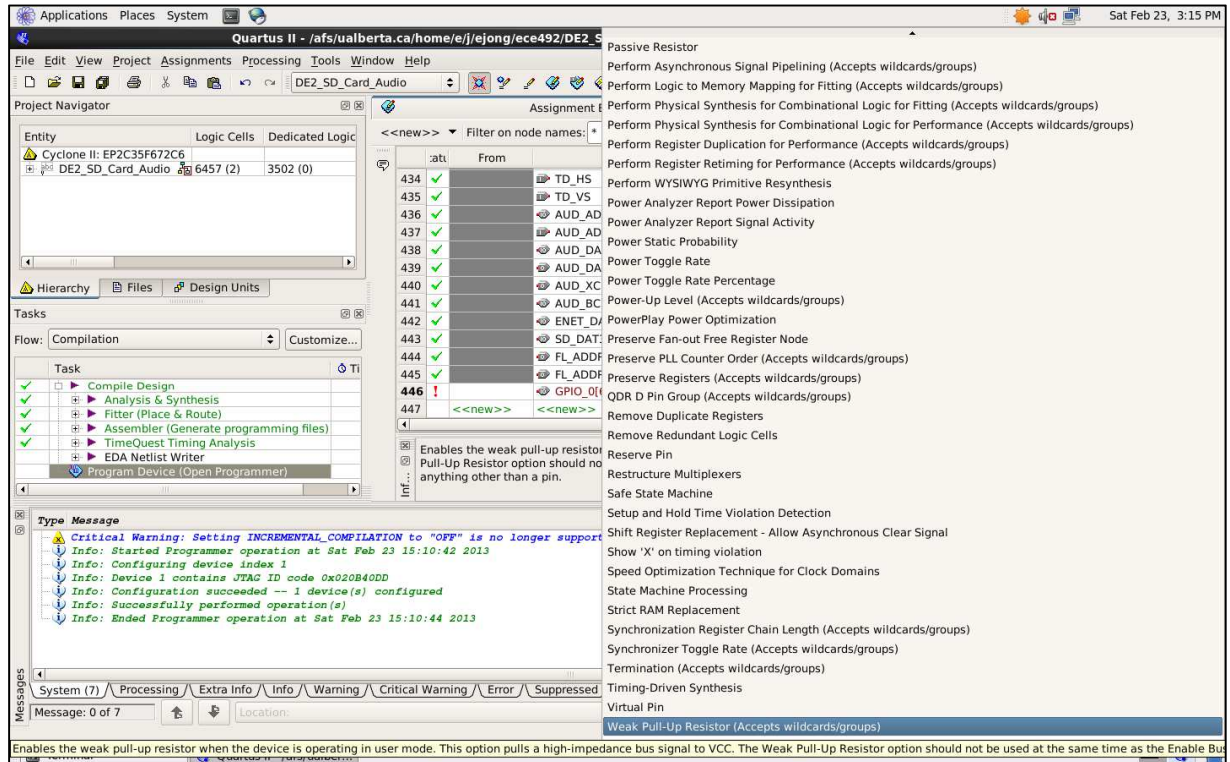 Applications Places System Sat Feb 23, 3:15 PM
Quartus II - /afs/ualberta.ca/home/e/j/ejong/ece492/DE2_S
File Edit View Project Assignments Processing Tools Window Help
DE2_SD_Card_Audio
Project Navigator
Entity Logic Cells Dedicated Logic
Cyclone II: EP2C35F672C6
DE2_SD_Card_Audio 6457 (2) 3502 (0)
Hierarchy Files Design Units
Tasks
Flow: Compilation Customize...
Task Ti
Compile Design
Analysis & Synthesis
Fitter (Place & Route)
Assembler (Generate programming files)
TimeQuest Timing Analysis
EDA Netlist Writer
Program Device (Open Programmer)
Assignment E
<<new>> Filter on node names: *
:atu From
434 TD_HS
435 TD_VS
436 AUD_AD
437 AUD_AD
438 AUD_DA
439 AUD_DA
440 AUD_XC
441 AUD_BC
442 ENET_DA
443 SD_DAT
444 FL_ADDR
445 FL_ADDR
446 ! GPIO_0[
447 <<new>> <<new>>
Enables the weak pull-up resistor
Pull-Up Resistor option should no
anything other than a pin.
Inf...
Passive Resistor
Perform Asynchronous Signal Pipelining (Accepts wildcards/groups)
Perform Logic to Memory Mapping for Fitting (Accepts wildcards/groups)
Perform Physical Synthesis for Combinational Logic for Fitting (Accepts wildcards/groups)
Perform Physical Synthesis for Combinational Logic for Performance (Accepts wildcards/groups)
Perform Register Duplication for Performance (Accepts wildcards/groups)
Perform Register Retiming for Performance (Accepts wildcards/groups)
Perform WYSIWYG Primitive Resynthesis
Power Analyzer Report Power Dissipation
Power Analyzer Report Signal Activity
Power Static Probability
Power Toggle Rate
Power Toggle Rate Percentage
Power-Up Level (Accepts wildcards/groups)
PowerPlay Power Optimization
Preserve Fan-out Free Register Node
Preserve PLL Counter Order (Accepts wildcards/groups)
Preserve Registers (Accepts wildcards/groups)
QDR D Pin Group (Accepts wildcards/groups)
Remove Duplicate Registers
Remove Redundant Logic Cells
Reserve Pin
Restructure Multiplexers
Safe State Machine
Setup and Hold Time Violation Detection
Shift Register Replacement - Allow Asynchronous Clear Signal
Show 'X' on timing violation
Speed Optimization Technique for Clock Domains
State Machine Processing
Strict RAM Replacement
Synchronization Register Chain Length (Accepts wildcards/groups)
Synchronizer Toggle Rate (Accepts wildcards/groups)
Termination (Accepts wildcards/groups)
Timing-Driven Synthesis
Virtual Pin
Weak Pull-Up Resistor (Accepts wildcards/groups)
Type Message
Critical Warning: Setting INCREMENTAL_COMPILATION to "OFF" is no longer support
Info: Started Programmer operation at Sat Feb 23 15:10:42 2013
Info: Configuring device index 1
Info: Device 1 contains JTAG ID code 0x020B40DD
Info: Configuration succeeded -- 1 device(s) configured
Info: Successfully performed operation(s)
Info: Ended Programmer operation at Sat Feb 23 15:10:44 2013
System (7) Processing Extra Info Info Warning Critical Warning Error Suppressed
Messages
Message: 0 of 7 Location:
Enables the weak pull-up resistor when the device is operating in user mode. This option pulls a high-impedance bus signal to VCC. The Weak Pull-Up Resistor option should not be used at the same time as the Enable Bu